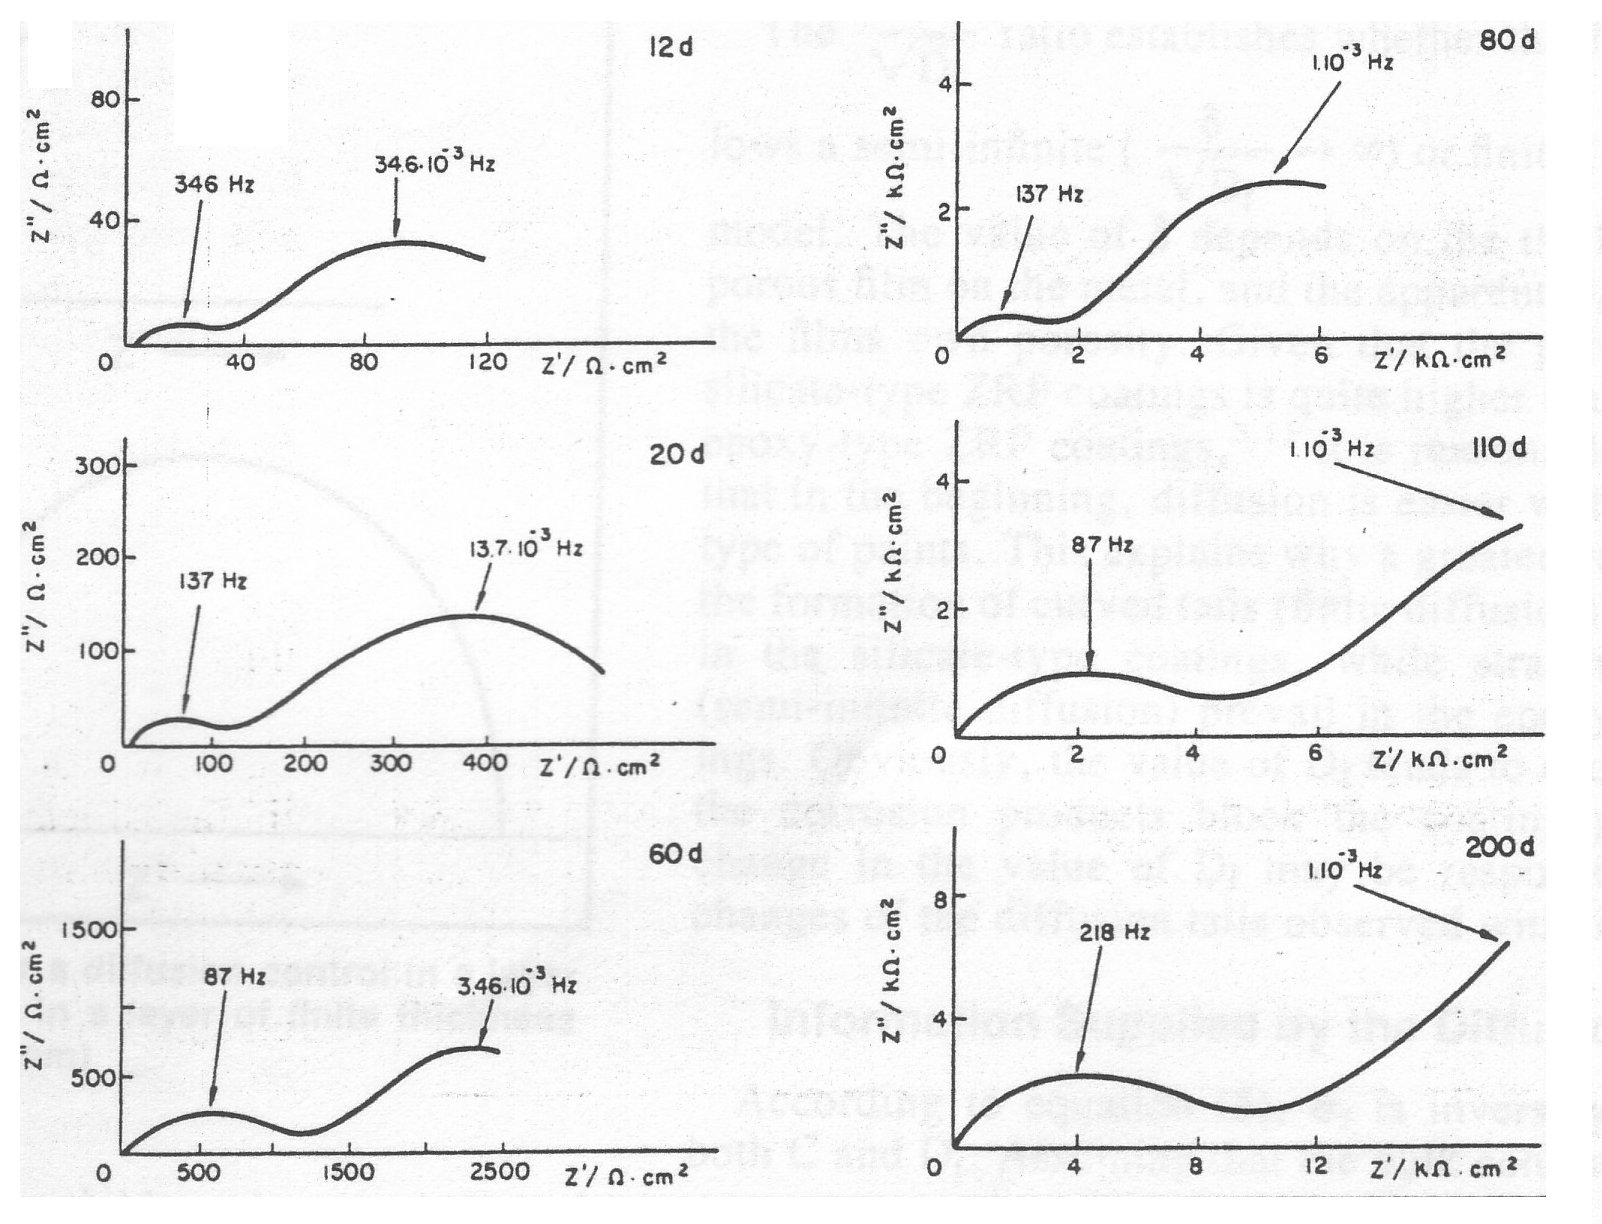 12 d
Z''/ Ω·cm²
80
40
346 Hz
34.6·10⁻³ Hz
0 40 80 120 Z'/ Ω·cm²
80 d
Z''/ kΩ·cm²
4
2
137 Hz
1.10⁻³ Hz
0 2 4 6 Z'/ kΩ·cm²
20 d
Z''/ Ω·cm²
300
200
100
137 Hz
13.7·10⁻³ Hz
0 100 200 300 400 Z'/ Ω·cm²
110 d
Z''/ kΩ·cm²
4
2
87 Hz
1.10⁻³ Hz
0 2 4 6 Z'/ kΩ·cm²
60 d
Z''/ Ω·cm²
1500
500
87 Hz
3.46·10⁻³ Hz
0 500 1500 2500 Z'/ Ω·cm²
200 d
Z''/ kΩ·cm²
8
4
218 Hz
1.10⁻³ Hz
0 4 8 12 Z'/ kΩ·cm²